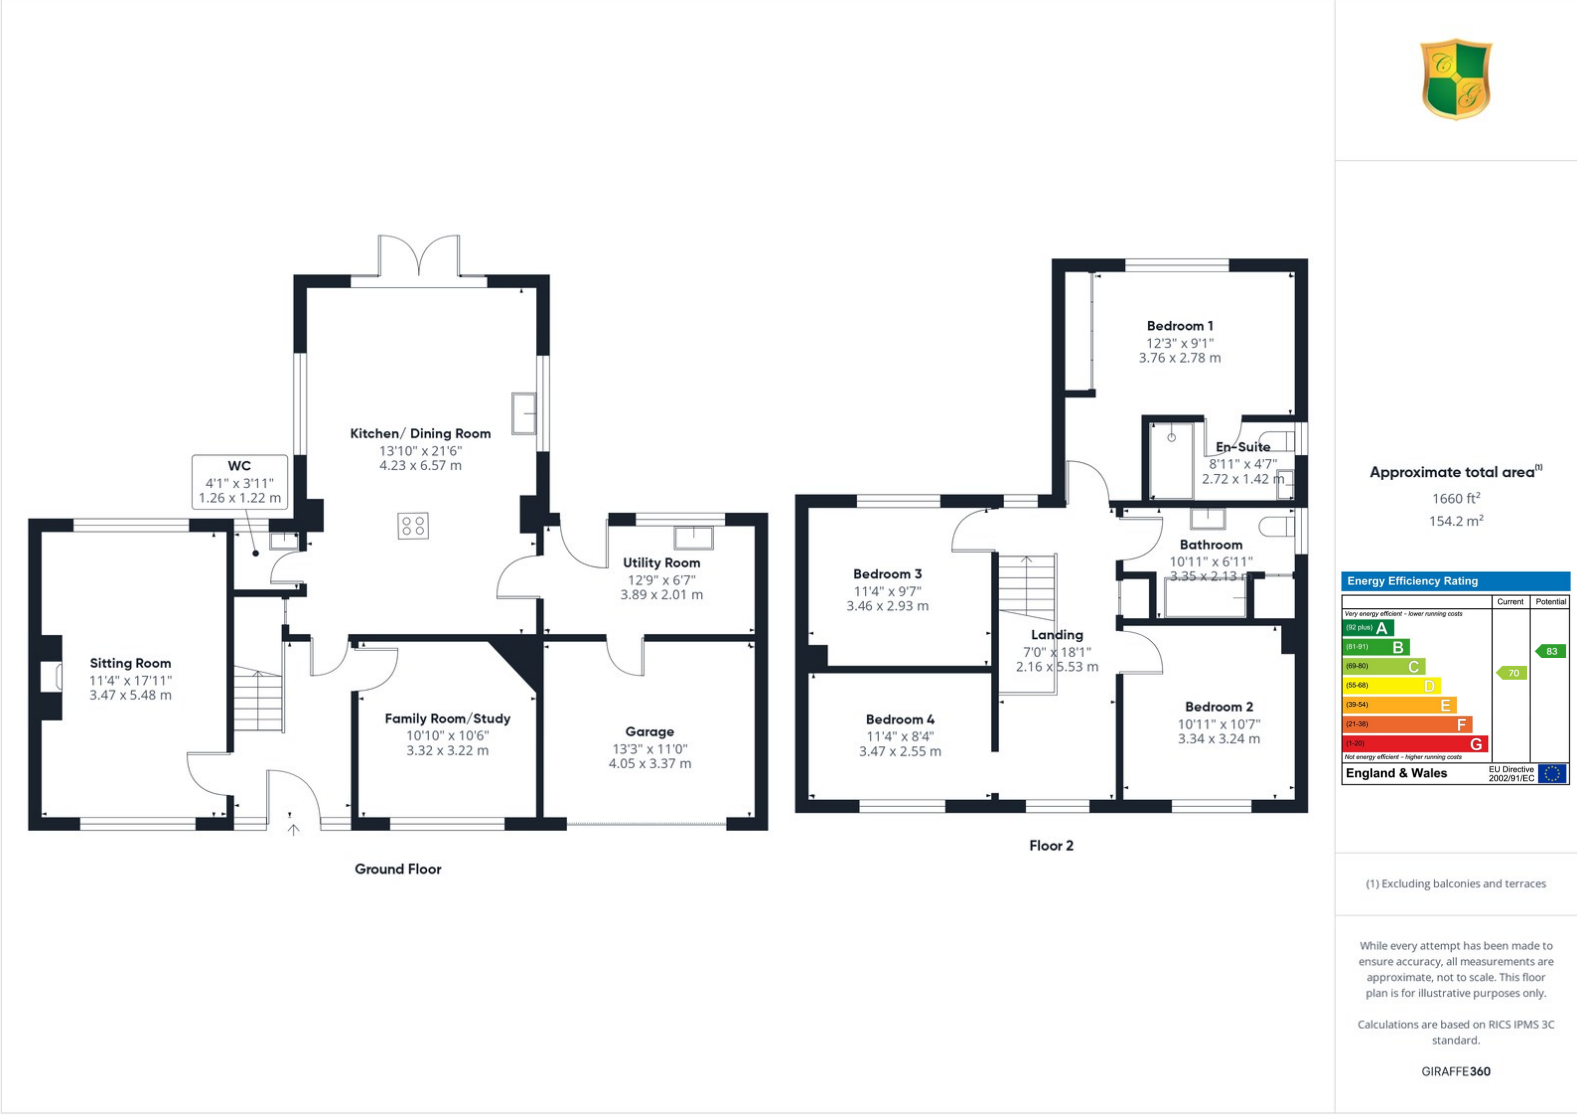 WC
4'1" x 3'11"
1.26 x 1.22 m
Kitchen/ Dining Room
13'10" x 21'6"
4.23 x 6.57 m
Utility Room
12'9" x 6'7"
3.89 x 2.01 m
Sitting Room
11'4" x 17'11"
3.47 x 5.48 m
Family Room/Study
10'10" x 10'6"
3.32 x 3.22 m
Garage
13'3" x 11'0"
4.05 x 3.37 m
Ground Floor
Bedroom 1
12'3" x 9'1"
3.76 x 2.78 m
En-Suite
8'11" x 4'7"
2.72 x 1.42 m
Bathroom
10'11" x 6'11"
3.35 x 2.13 m
Bedroom 3
11'4" x 9'7"
3.46 x 2.93 m
Landing
7'0" x 18'1"
2.16 x 5.53 m
Bedroom 4
11'4" x 8'4"
3.47 x 2.55 m
Bedroom 2
10'11" x 10'7"
3.34 x 3.24 m
Floor 2
C
G
Approximate total area(1)
1660 ft²
154.2 m²
Energy Efficiency Rating
Current Potential
Very energy efficient – lower running costs
(92 plus) A
(81-91) B
83
(69-80) C
70
(55-68) D
(39-54) E
(21-38) F
(1-20) G
Not energy efficient – higher running costs
England & Wales
EU Directive
2002/91/EC
(1) Excluding balconies and terraces
While every attempt has been made to
ensure accuracy, all measurements are
approximate, not to scale. This floor
plan is for illustrative purposes only.
Calculations are based on RICS IPMS 3C
standard.
GIRAFFE360